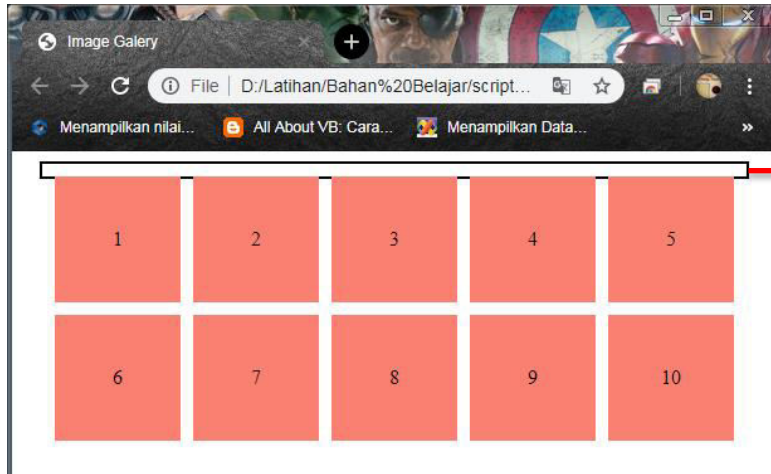 Image Galery
File | D:/Latihan/Bahan%20Belajar/script...
Menampilkan nilai... All About VB: Cara... Menampilkan Data... »
1 2 3 4 5
6 7 8 9 10